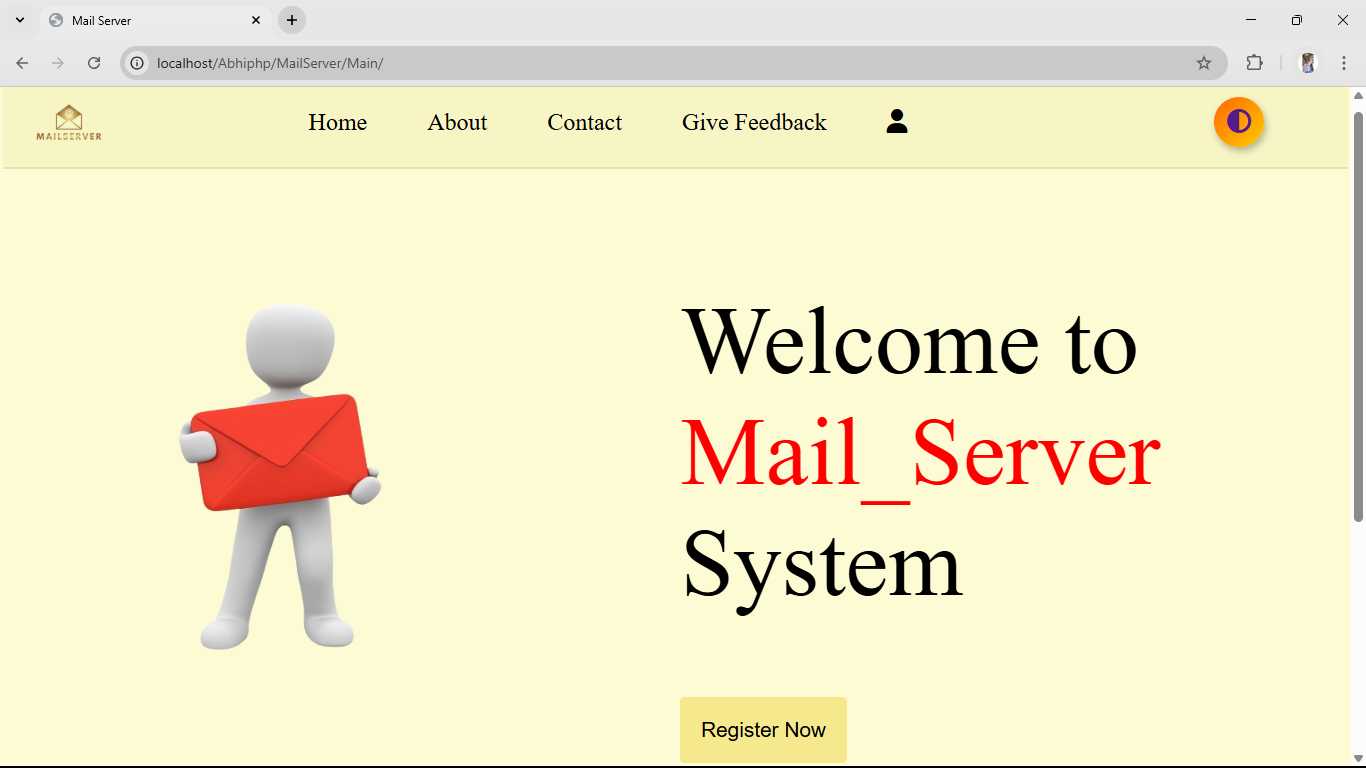 Mail Server
localhost/Abhiphp/MailServer/Main/
MAILSERVER
Home About Contact Give Feedback
Welcome to
Mail_Server
System
Register Now